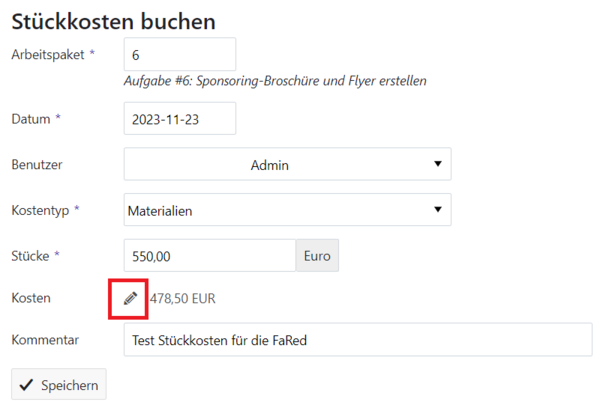 Stückkosten buchen
Arbeitspaket * 6
Aufgabe #6: Sponsoring-Broschüre und Flyer erstellen
Datum * 2023-11-23
Benutzer Admin
Kostentyp * Materialien
Stücke * 550,00 Euro
Kosten 478,50 EUR
Kommentar Test Stückkosten für die FaRed
Speichern